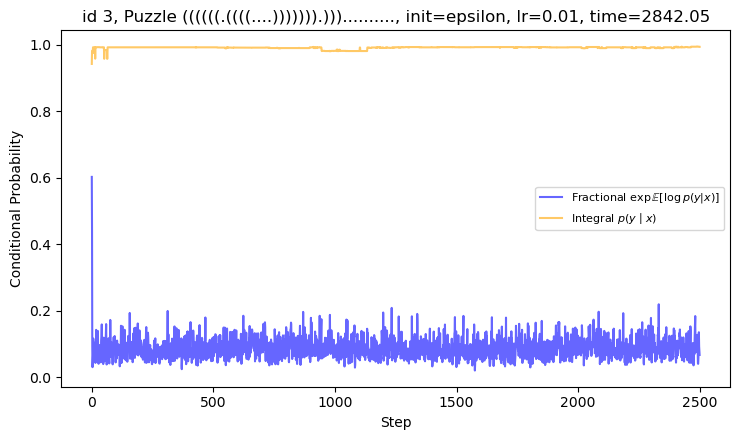 id 3, Puzzle ((((((.((((....))))))).))).........., init=epsilon, lr=0.01, time=2842.05
Conditional Probability
1.0
0.8
0.6
0.4
0.2
0.0
Fractional exp𝔼[log p(y|x)]
Integral p(y | x)
0 500 1000 1500 2000 2500
Step